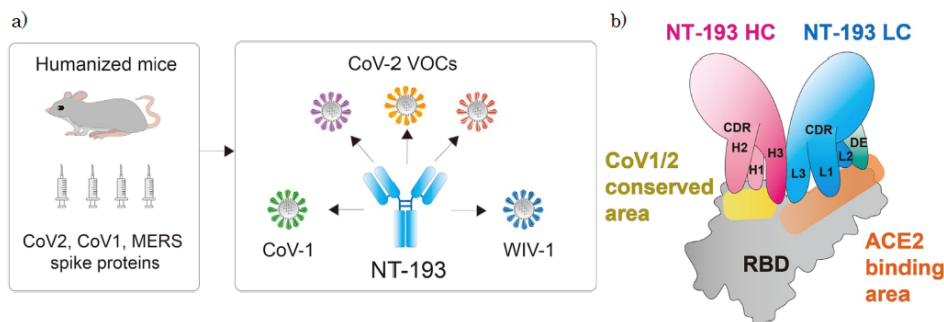 a)
Humanized mice
CoV2, CoV1, MERS
spike proteins
CoV-2 VOCs
CoV-1
WIV-1
NT-193
b)
NT-193 HC
NT-193 LC
CDR
H2
H1
H3
CDR
L3
L1
L2
DE
CoV1/2
conserved
area
RBD
ACE2
binding
area